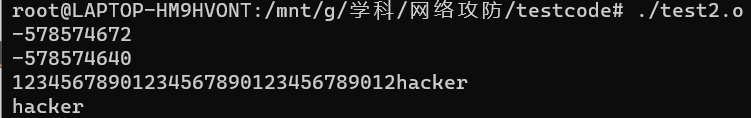 root@LAPTOP-HM9HVONT:/mnt/g/学科/网络攻防/testcode# ./test2.o
-578574672
-578574640
12345678901234567890123456789012hacker
hacker